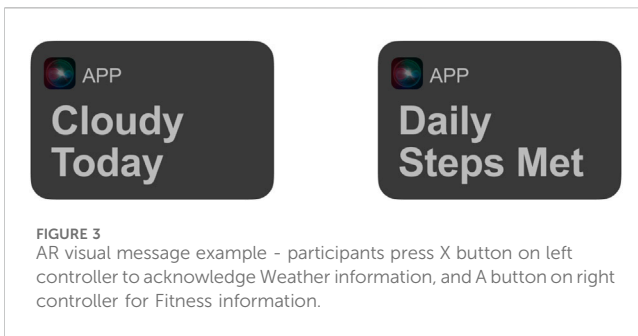 APP
Cloudy
Today
APP
Daily
Steps Met
FIGURE 3
AR visual message example - participants press X button on left
controller to acknowledge Weather information, and A button on right
controller for Fitness information.